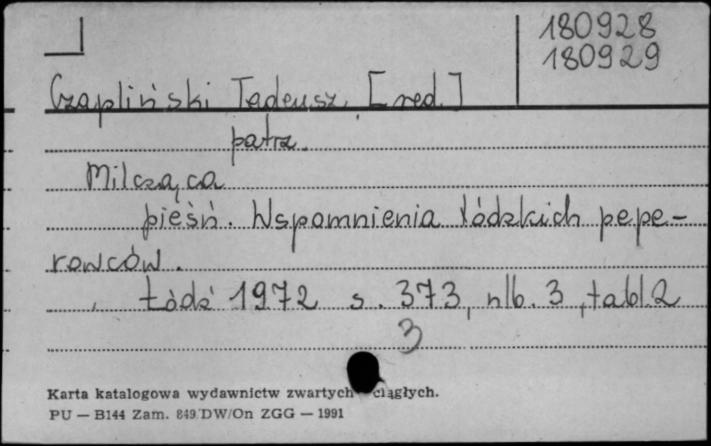 180928
180929
Czapliński Tadeusz, [red.]
patrz.
Milcząca
pieśń. Wspomnienia łódzkich pepe-
rowców.
Łódź 1972 s. 373, nlb. 3, tabl. 2
3
Karta katalogowa wydawnictw zwartych ciągłych.
PU — B144 Zam. 849 DW/On ZGG — 1991